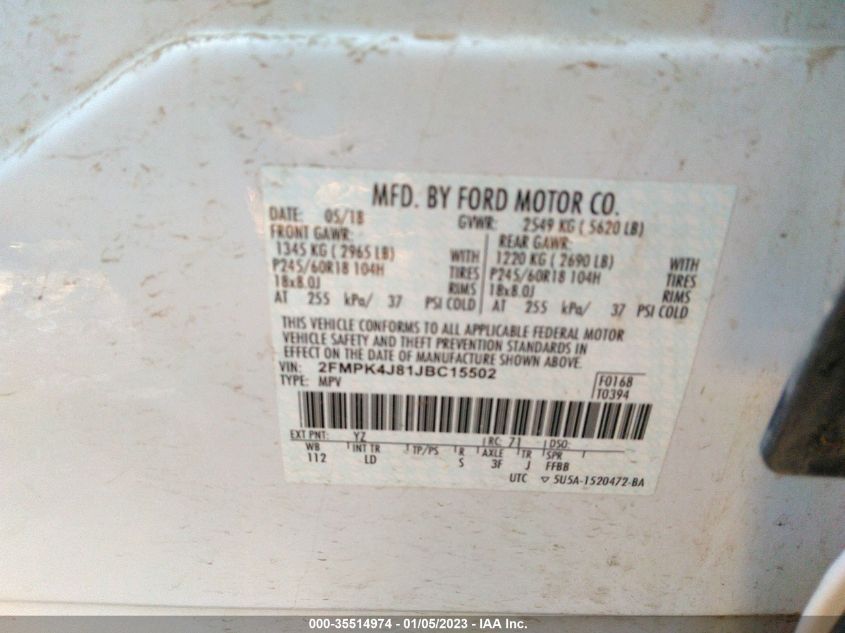 MFD. BY FORD MOTOR CO.
DATE: 05/18 GVWR: 2549 KG ( 5620 LB)
FRONT GAWR: REAR GAWR:
1345 KG ( 2965 LB) WITH 1220 KG ( 2690 LB) WITH
P245/60R18 104H TIRES P245/60R18 104H TIRES
18x8.0J RIMS 18x8.0J RIMS
AT 255 kPa/ 37 PSI COLD AT 255 kPa/ 37 PSI COLD
THIS VEHICLE CONFORMS TO ALL APPLICABLE FEDERAL MOTOR
VEHICLE SAFETY AND THEFT PREVENTION STANDARDS IN
EFFECT ON THE DATE OF MANUFACTURE SHOWN ABOVE.
VIN: 2FMPK4J81JBC15502
TYPE: MPV
F0168
T0394
EXT PNT: YZ RC: 71 DSO:
WB INT TR TP/PS R AXLE TR SPR
112 LD S 3F J FFBB
UTC ▽ 5U5A-1520472-BA
000-35514974 - 01/05/2023 - IAA Inc.